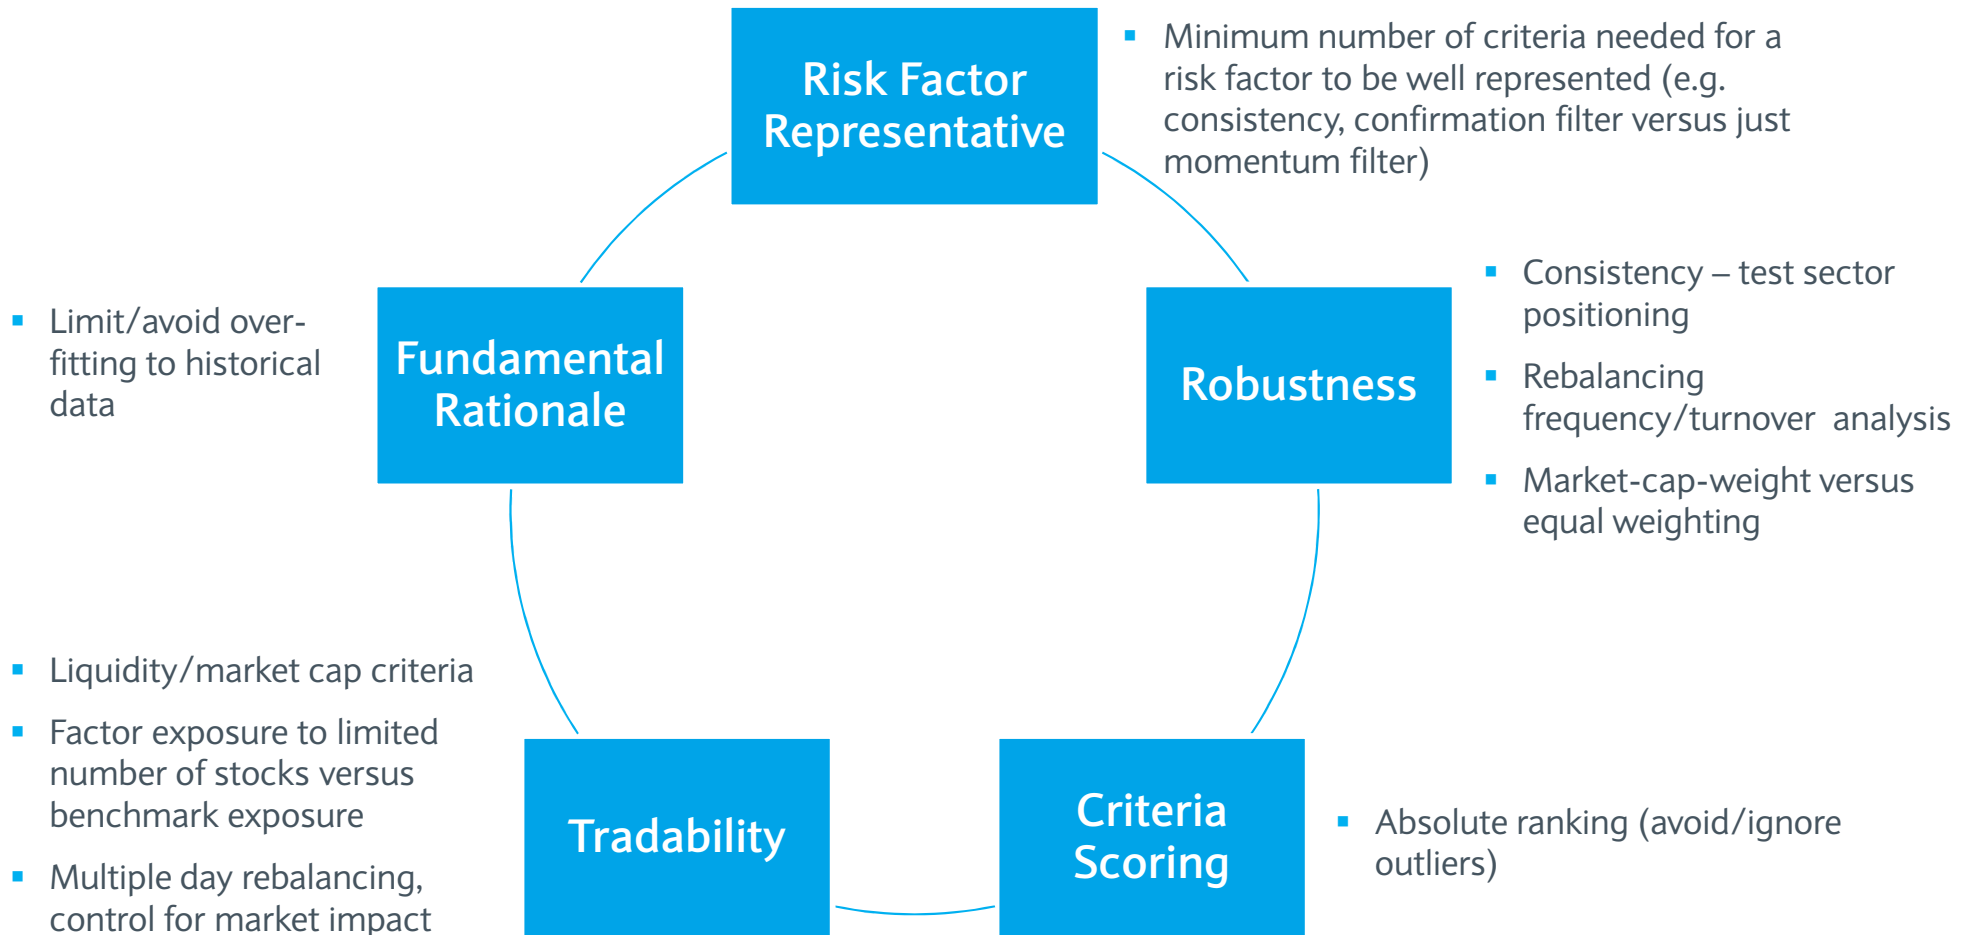 Risk Factor
Representative
▪ Minimum number of criteria needed for a
risk factor to be well represented (e.g.
consistency, confirmation filter versus just
momentum filter)
Robustness
▪ Consistency – test sector
positioning
▪ Rebalancing
frequency/turnover analysis
▪ Market-cap-weight versus
equal weighting
Criteria
Scoring
▪ Absolute ranking (avoid/ignore
outliers)
Tradability
▪ Liquidity/market cap criteria
▪ Factor exposure to limited
number of stocks versus
benchmark exposure
▪ Multiple day rebalancing,
control for market impact
Fundamental
Rationale
▪ Limit/avoid over-
fitting to historical
data